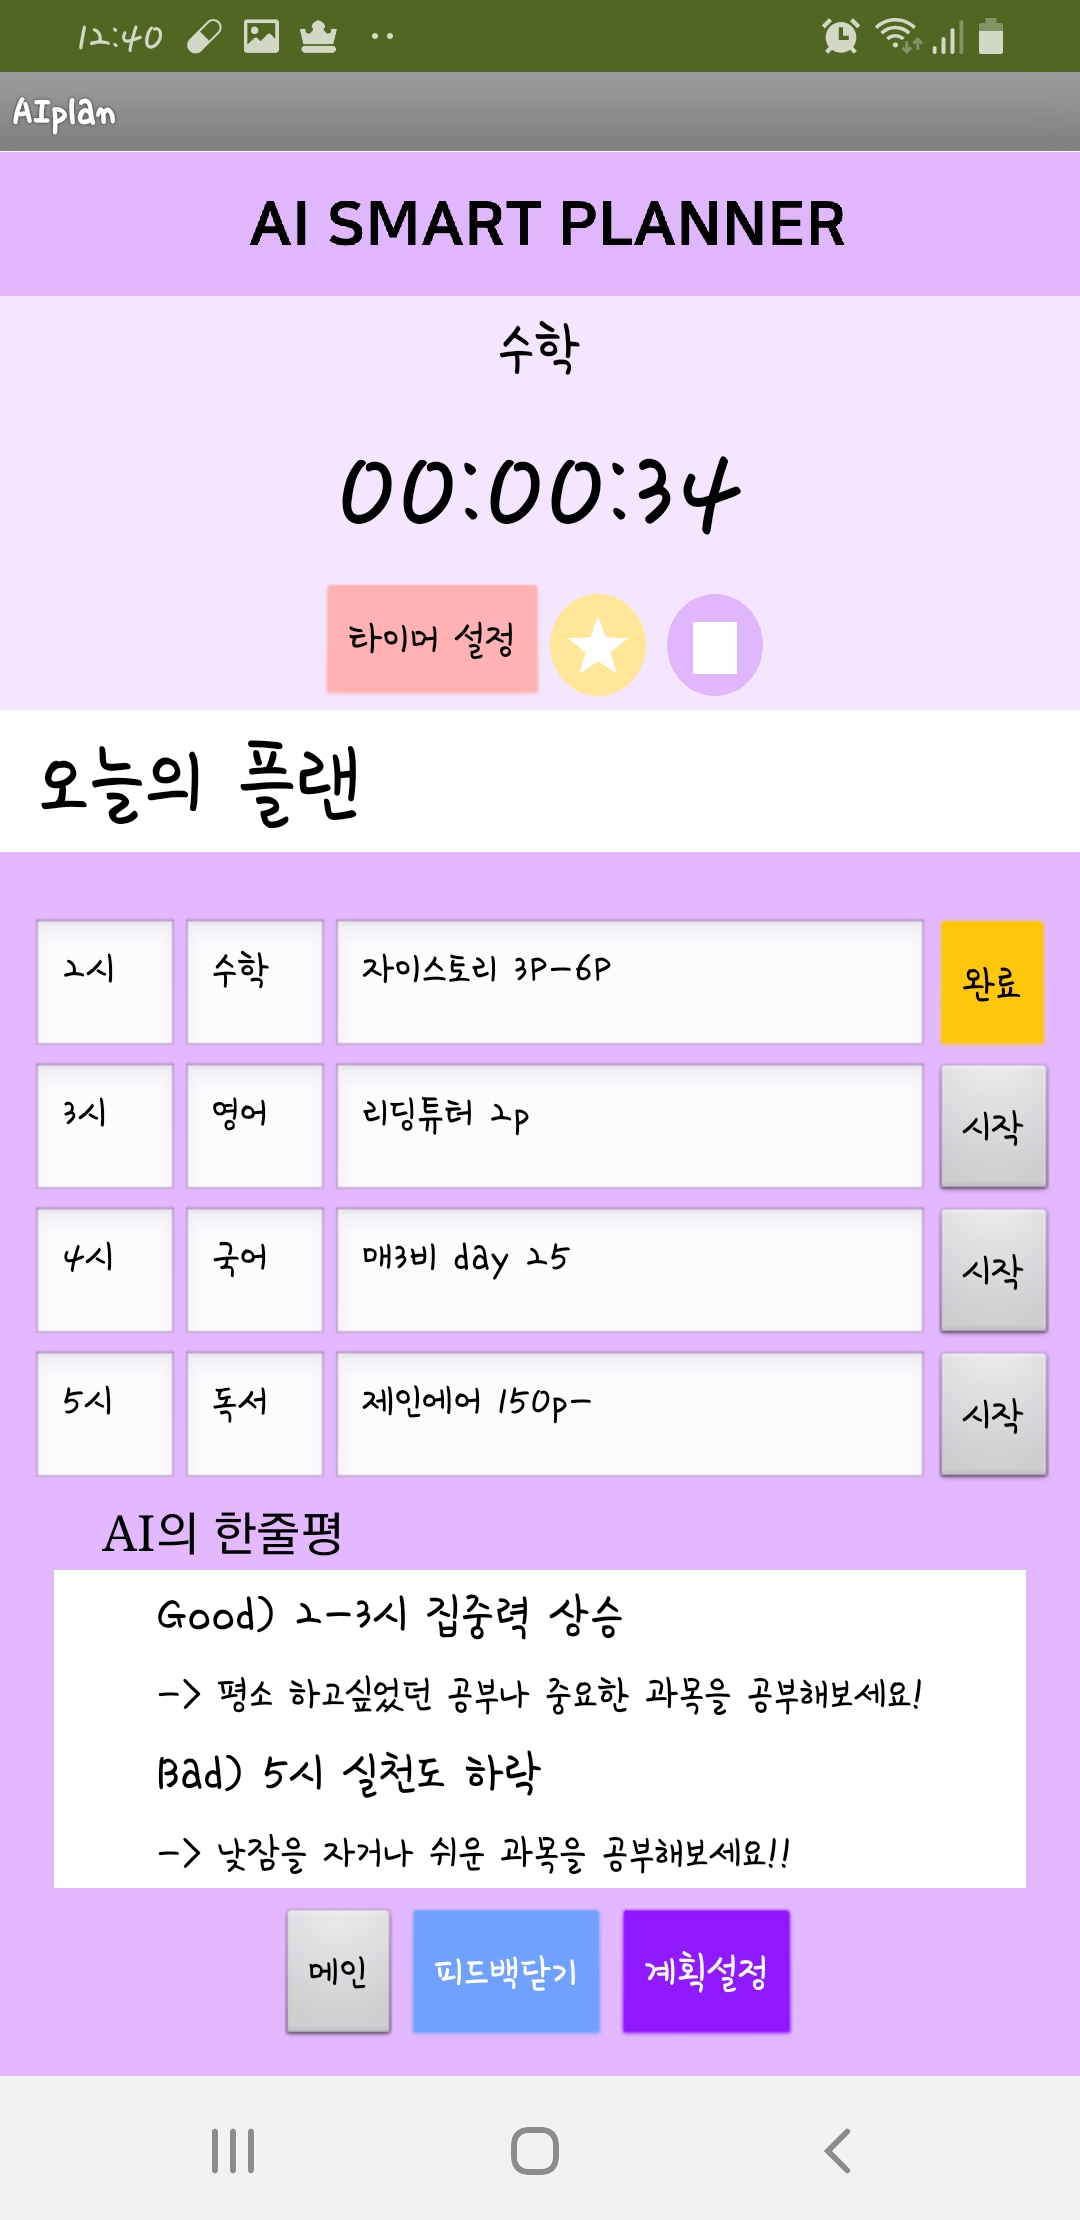 12:40
AIplan
AI SMART PLANNER
수학
00:00:34
타이머 설정
오늘의 플랜
2시 수학 자이스토리 3P-6P 완료
3시 영어 리딩튜터 2p 시작
4시 국어 매3비 day 25 시작
5시 독서 제인에어 150p- 시작
AI의 한줄평
Good) 2-3시 집중력 상승
-> 평소 하고싶었던 공부나 중요한 과목을 공부해보세요!
Bad) 5시 실천도 하락
-> 낮잠을 자거나 쉬운 과목을 공부해보세요!!
메인 피드백닫기 계획설정